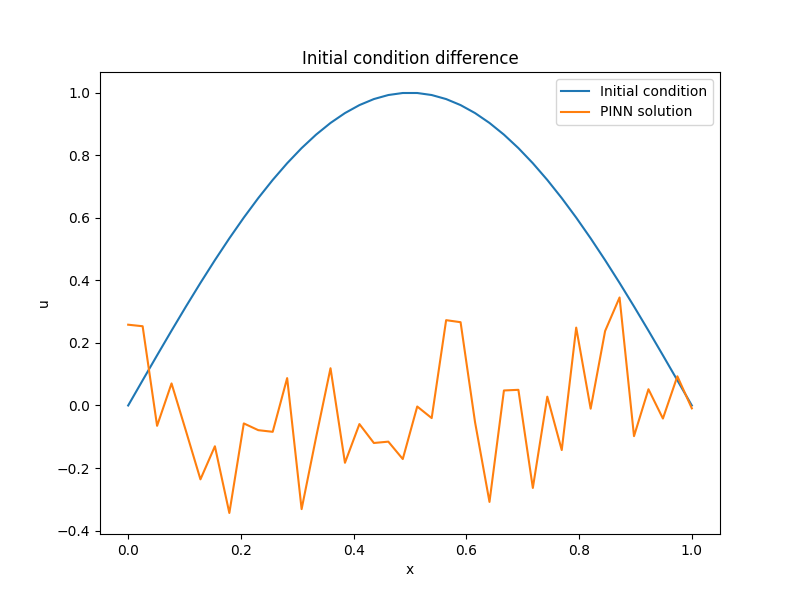 Initial condition difference
Initial condition
PINN solution
1.0
0.8
0.6
0.4
0.2
0.0
−0.2
−0.4
u
0.0 0.2 0.4 0.6 0.8 1.0
x